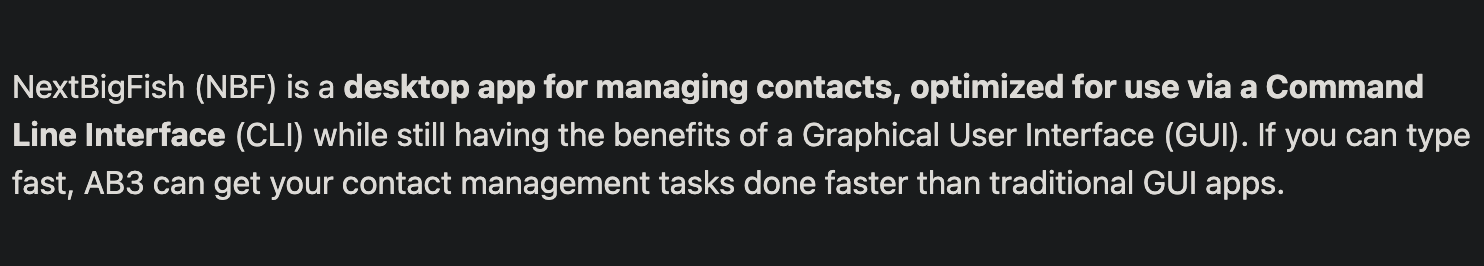 NextBigFish (NBF) is a desktop app for managing contacts, optimized for use via a Command
Line Interface (CLI) while still having the benefits of a Graphical User Interface (GUI). If you can type
fast, AB3 can get your contact management tasks done faster than traditional GUI apps.